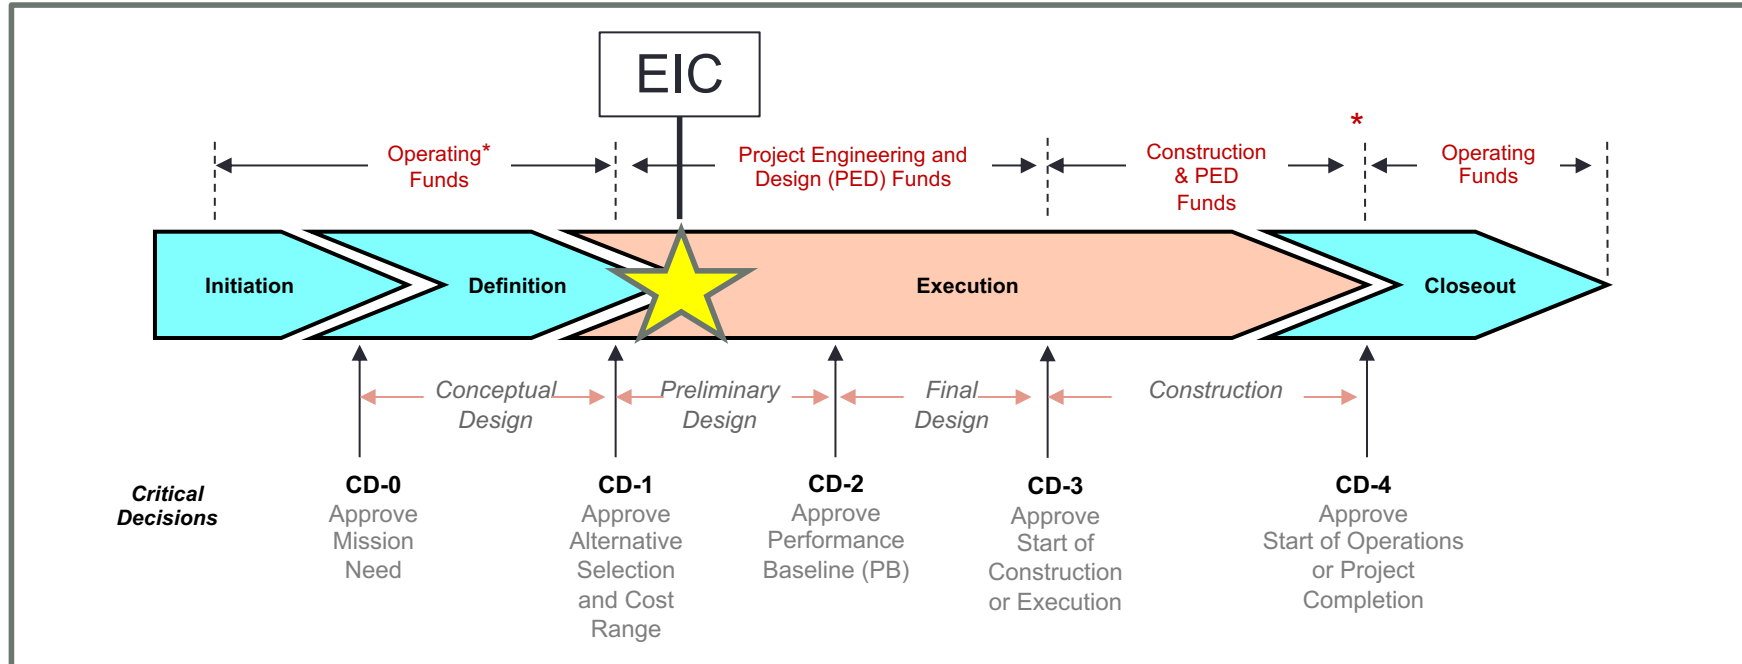 EIC
*
Operating*
Funds
Project Engineering and
Design (PED) Funds
Construction
& PED
Funds
Operating
Funds
Initiation
Definition
Execution
Closeout
Conceptual
Design
Preliminary
Design
Final
Design
Construction
Critical
Decisions
CD-0
Approve
Mission
Need
CD-1
Approve
Alternative
Selection
and Cost
Range
CD-2
Approve
Performance
Baseline (PB)
CD-3
Approve
Start of
Construction
or Execution
CD-4
Approve
Start of Operations
or Project
Completion